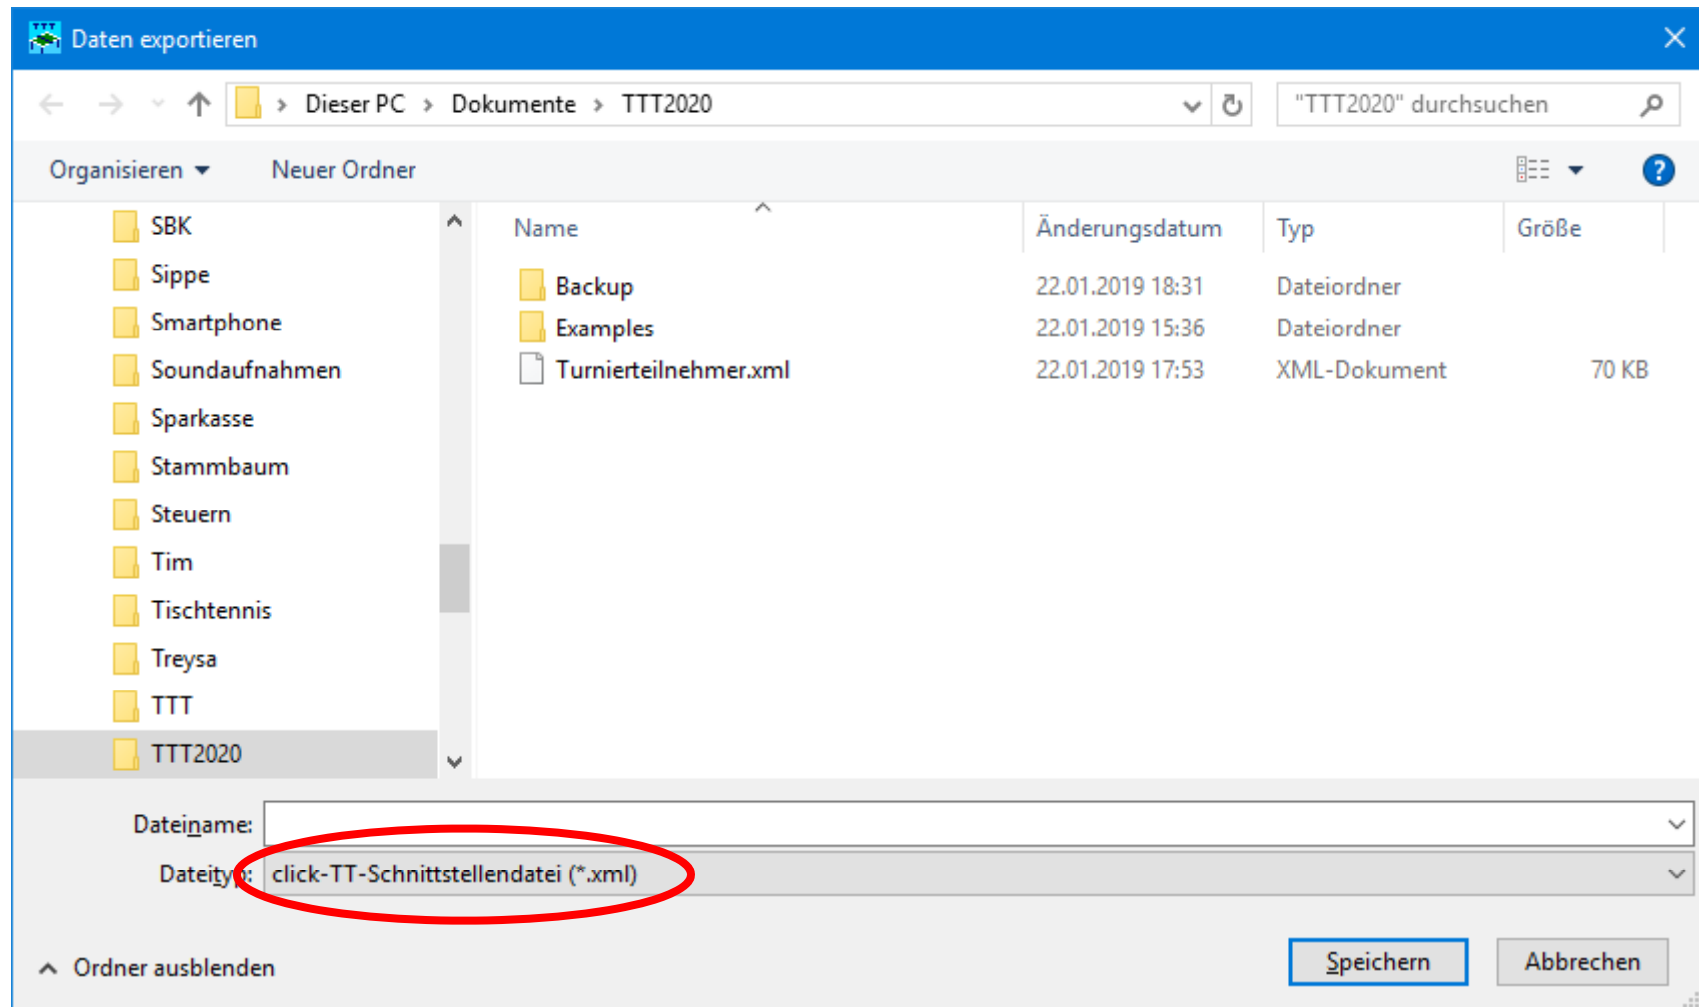 Daten exportieren
Dieser PC > Dokumente > TTT2020
"TTT2020" durchsuchen
Organisieren
Neuer Ordner
?
SBK
Sippe
Smartphone
Soundaufnahmen
Sparkasse
Stammbaum
Steuern
Tim
Tischtennis
Treysa
TTT
TTT2020
Name Änderungsdatum Typ Größe
Backup 22.01.2019 18:31 Dateiordner
Examples 22.01.2019 15:36 Dateiordner
Turnierteilnehmer.xml 22.01.2019 17:53 XML-Dokument 70 KB
Dateiname:
Dateityp: click-TT-Schnittstellendatei (*.xml)
Ordner ausblenden
Speichern
Abbrechen